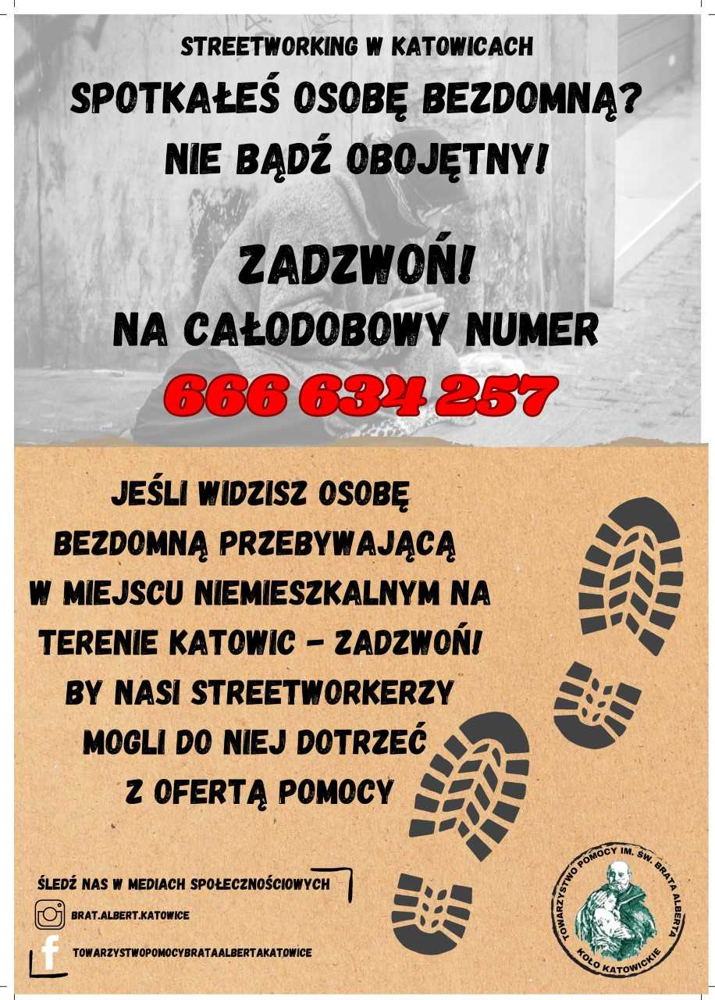 STREETWORKING W KATOWICACH
SPOTKAŁEŚ OSOBĘ BEZDOMNĄ?
NIE BĄDŹ OBOJĘTNY!
ZADZWOŃ!
NA CAŁODOBOWY NUMER
666 634 257
JEŚLI WIDZISZ OSOBĘ
BEZDOMNĄ PRZEBYWAJĄCĄ
W MIEJSCU NIEMIESZKALNYM NA
TERENIE KATOWIC – ZADZWOŃ!
BY NASI STREETWORKERZY
MOGLI DO NIEJ DOTRZEĆ
Z OFERTĄ POMOCY
ŚLEDŹ NAS W MEDIACH SPOŁECZNOŚCIOWYCH
BRAT.ALBERT.KATOWICE
TOWARZYSTWOPOMOCYBRATAALBERTAKATOWICE
TOWARZYSTWO POMOCY IM. ŚW. BRATA ALBERTA
KOŁO KATOWICKIE